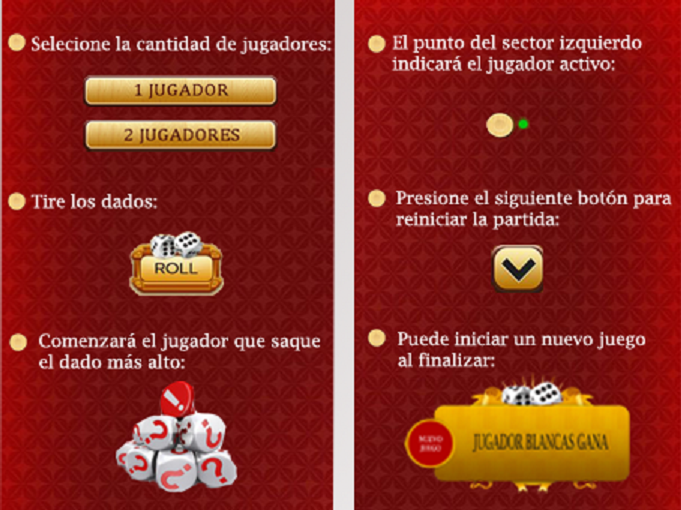 Selecione la cantidad de jugadores:
1 JUGADOR
2 JUGADORES
Tire los dados:
ROLL
Comenzará el jugador que saque
el dado más alto:
El punto del sector izquierdo
indicará el jugador activo:
Presione el siguiente botón para
reiniciar la partida:
Puede iniciar un nuevo juego
al finalizar:
NUEVO
JUEGO
JUGADOR BLANCAS GANA